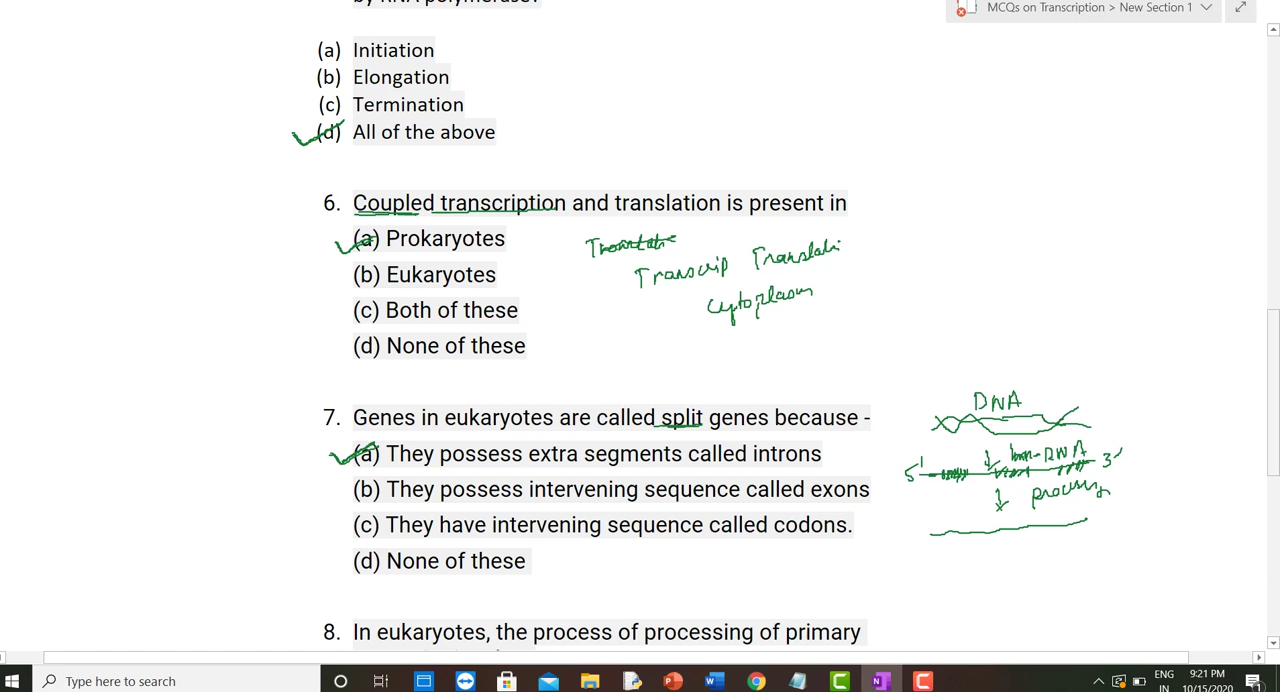 by RNA polymerase?
MCQs on Transcription > New Section 1
(a) Initiation
(b) Elongation
(c) Termination
(d) All of the above
6. Coupled transcription and translation is present in
(a) Prokaryotes
(b) Eukaryotes
(c) Both of these
(d) None of these
Transcrip Translati
cytoplasm
7. Genes in eukaryotes are called split genes because -
(a) They possess extra segments called introns
(b) They possess intervening sequence called exons
(c) They have intervening sequence called codons.
(d) None of these
DNA
RNA
5' 3'
8. In eukaryotes, the process of processing of primary
Type here to search
ENG
IN
9:21 PM
10/15/2020